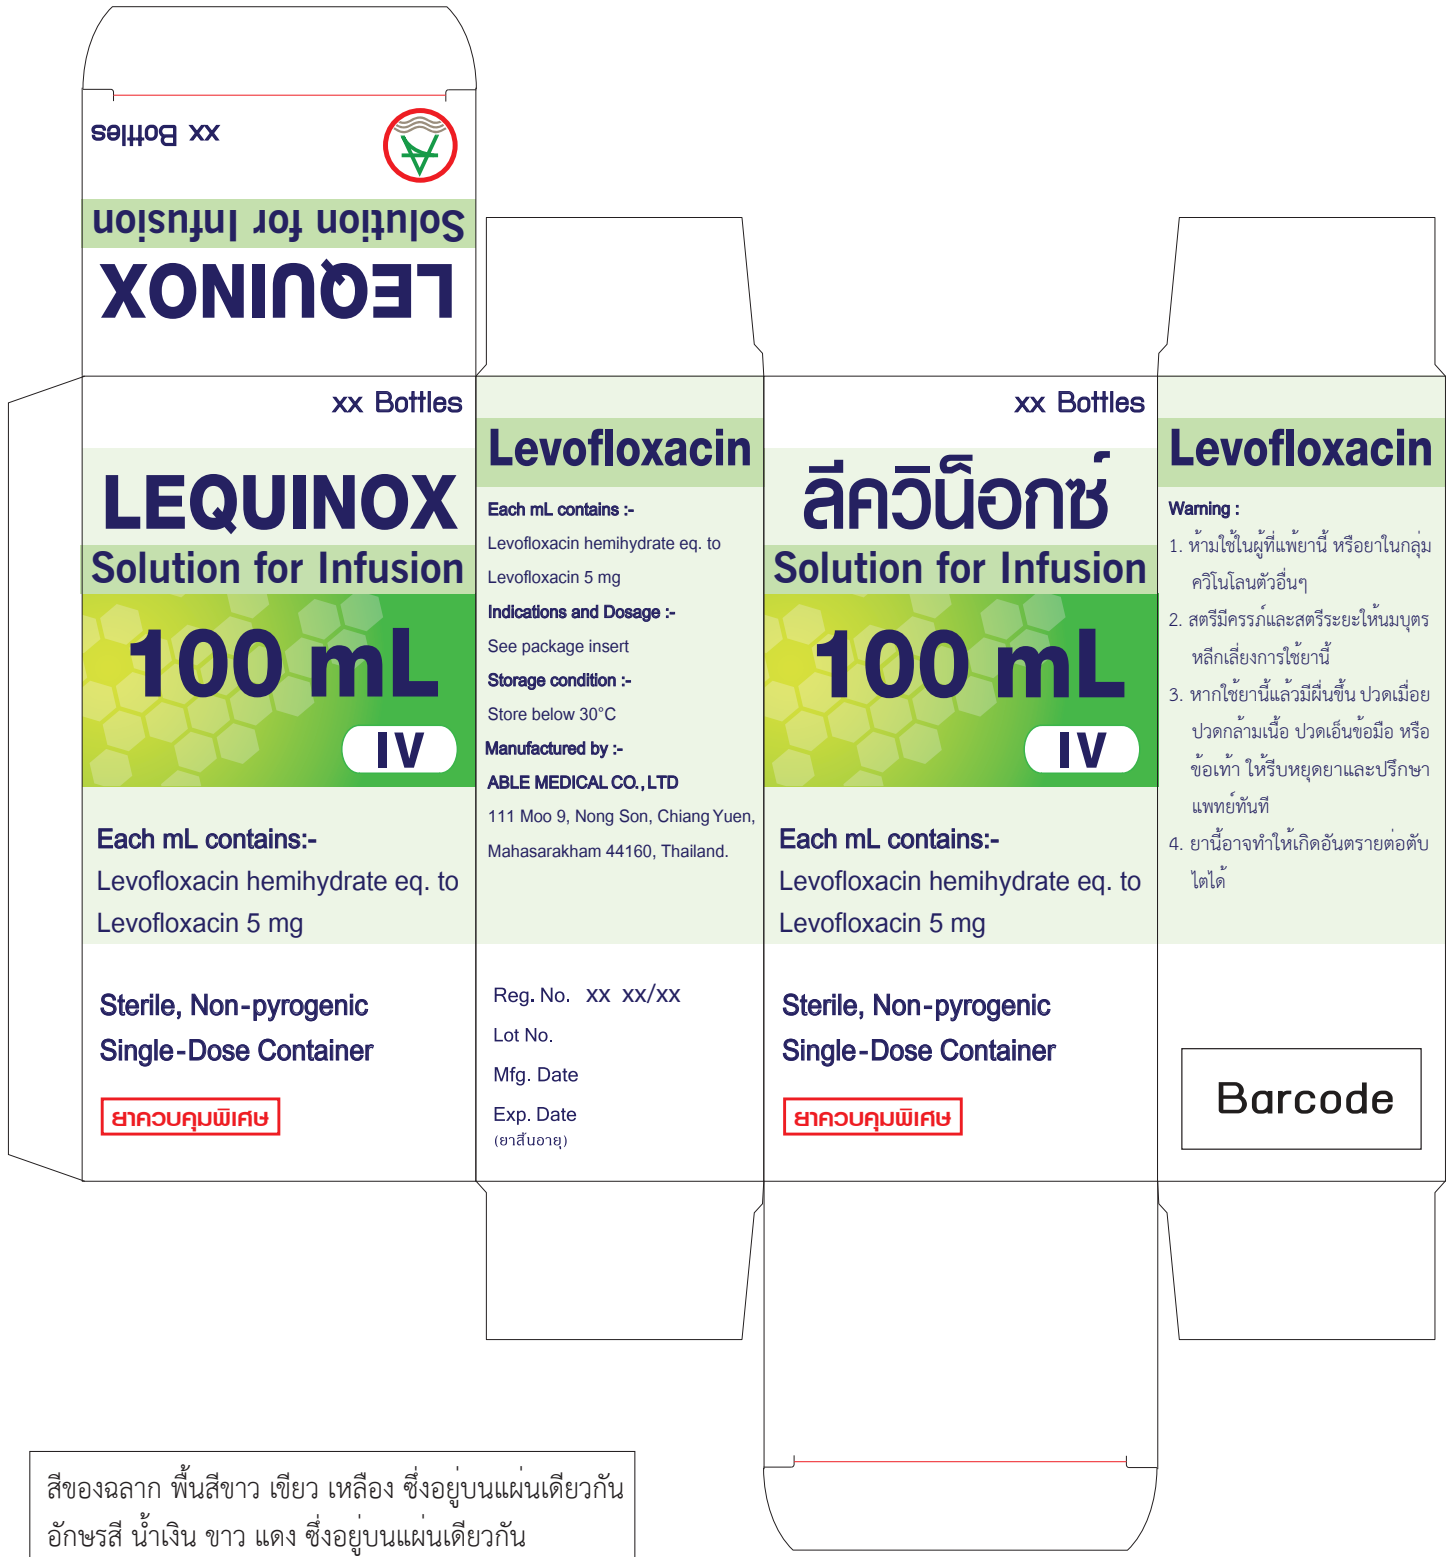 xx Bottles
Solution for Infusion
LEQUINOX
xx Bottles
LEQUINOX
Solution for Infusion
100 mL
IV
Each mL contains:-
Levofloxacin hemihydrate eq. to
Levofloxacin 5 mg
Sterile, Non-pyrogenic
Single-Dose Container
ยาควบคุมพิเศษ
Levofloxacin
Each mL contains :-
Levofloxacin hemihydrate eq. to
Levofloxacin 5 mg
Indications and Dosage :-
See package insert
Storage condition :-
Store below 30°C
Manufactured by :-
ABLE MEDICAL CO., LTD
111 Moo 9, Nong Son, Chiang Yuen,
Mahasarakham 44160, Thailand.
Reg. No. xx xx/xx
Lot No.
Mfg. Date
Exp. Date
(ยาสิ้นอายุ)
xx Bottles
ลีควิน็อกซ์
Solution for Infusion
100 mL
IV
Each mL contains:-
Levofloxacin hemihydrate eq. to
Levofloxacin 5 mg
Sterile, Non-pyrogenic
Single-Dose Container
ยาควบคุมพิเศษ
Levofloxacin
Warning :
1. ห้ามใช้ในผู้ที่แพ้ยานี้ หรือยาในกลุ่ม
ควิโนโลนตัวอื่นๆ
2. สตรีมีครรภ์และสตรีระยะให้นมบุตร
หลีกเลี่ยงการใช้ยานี้
3. หากใช้ยานี้แล้วมีผื่นขึ้น ปวดเมื่อย
ปวดกล้ามเนื้อ ปวดเอ็นข้อมือ หรือ
ข้อเท้า ให้รีบหยุดยาและปรึกษา
แพทย์ทันที
4. ยานี้อาจทำให้เกิดอันตรายต่อตับ
ไตได้
Barcode
สีของฉลาก พื้นสีขาว เขียว เหลือง ซึ่งอยู่บนแผ่นเดียวกัน
อักษรสี น้ำเงิน ขาว แดง ซึ่งอยู่บนแผ่นเดียวกัน